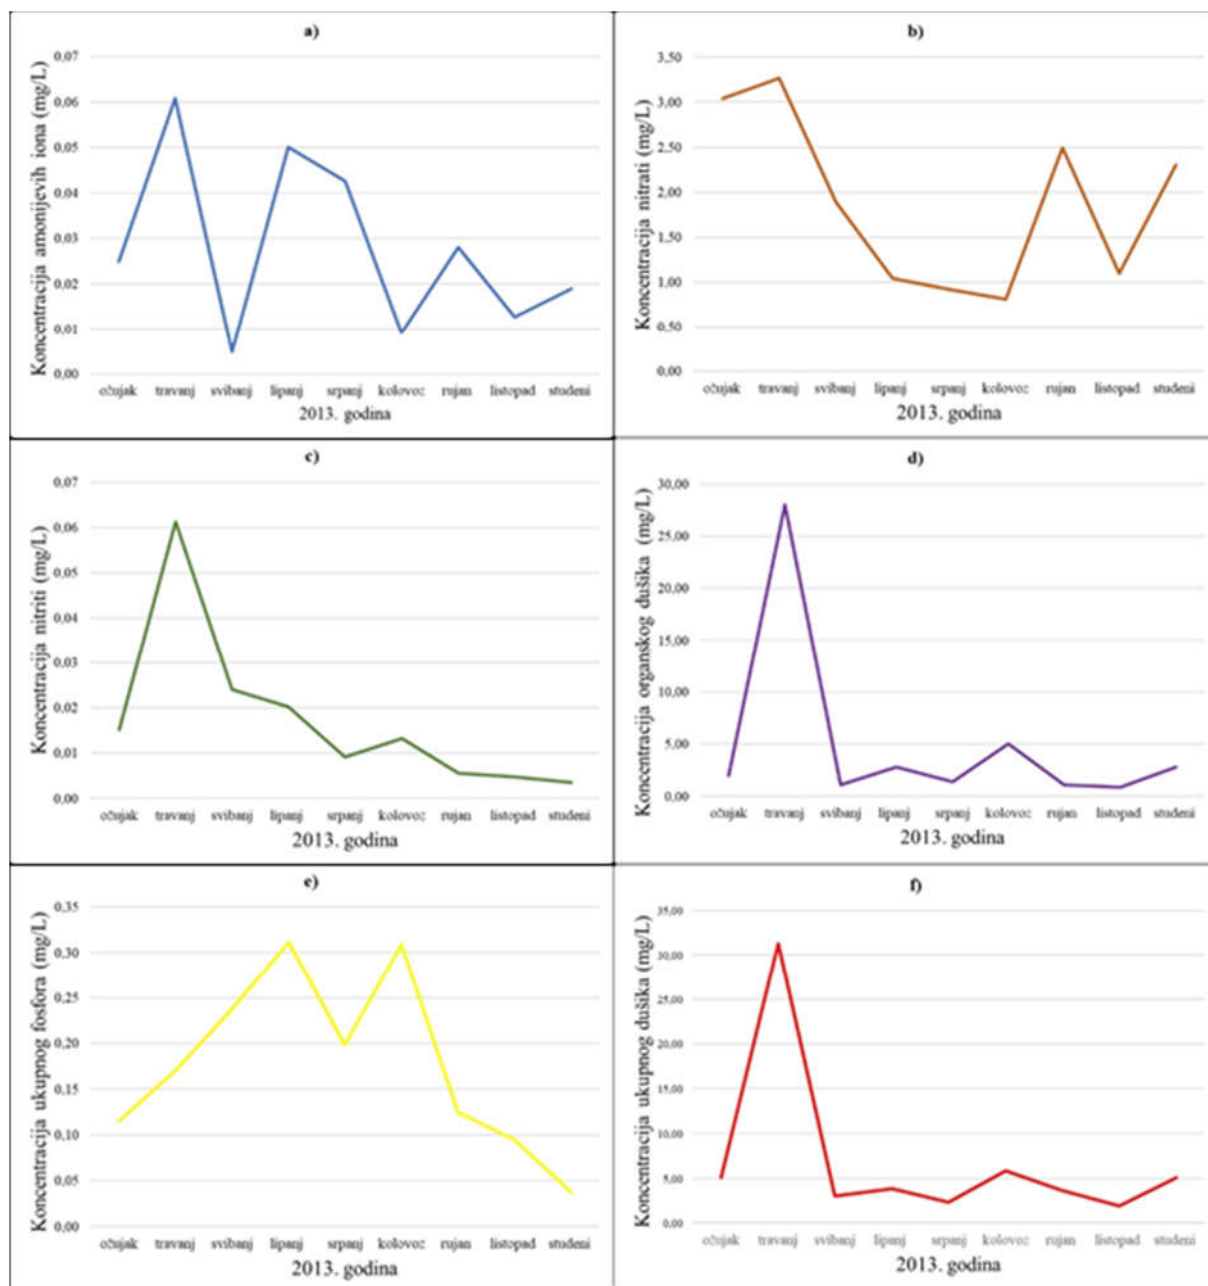 a)
Koncentracija amonijevih iona (mg/L)
0,07
0,06
0,05
0,04
0,03
0,02
0,01
0,00
očujak travanj svibanj lipanj srpanj kolovoz rujan listopad studeni
2013. godina
b)
Koncentracija nitrati (mg/L)
3,50
3,00
2,50
2,00
1,50
1,00
0,50
0,00
očujak travanj svibanj lipanj srpanj kolovoz rujan listopad studeni
2013. godina
c)
Koncentracija nitriti (mg/L)
0,07
0,06
0,05
0,04
0,03
0,02
0,01
0,00
očujak travanj svibanj lipanj srpanj kolovoz rujan listopad studeni
2013. godina
d)
Koncentracija organskog dušika (mg/L)
30,00
25,00
20,00
15,00
10,00
5,00
0,00
očujak travanj svibanj lipanj srpanj kolovoz rujan listopad studeni
2013. godina
e)
Koncentracija ukupnog fosfora (mg/L)
0,35
0,30
0,25
0,20
0,15
0,10
0,05
0,00
očujak travanj svibanj lipanj srpanj kolovoz rujan listopad studeni
2013. godina
f)
Koncentracija ukupnog dušika (mg/L)
35,00
30,00
25,00
20,00
15,00
10,00
5,00
0,00
očujak travanj svibanj lipanj srpanj kolovoz rujan listopad studeni
2013. godina